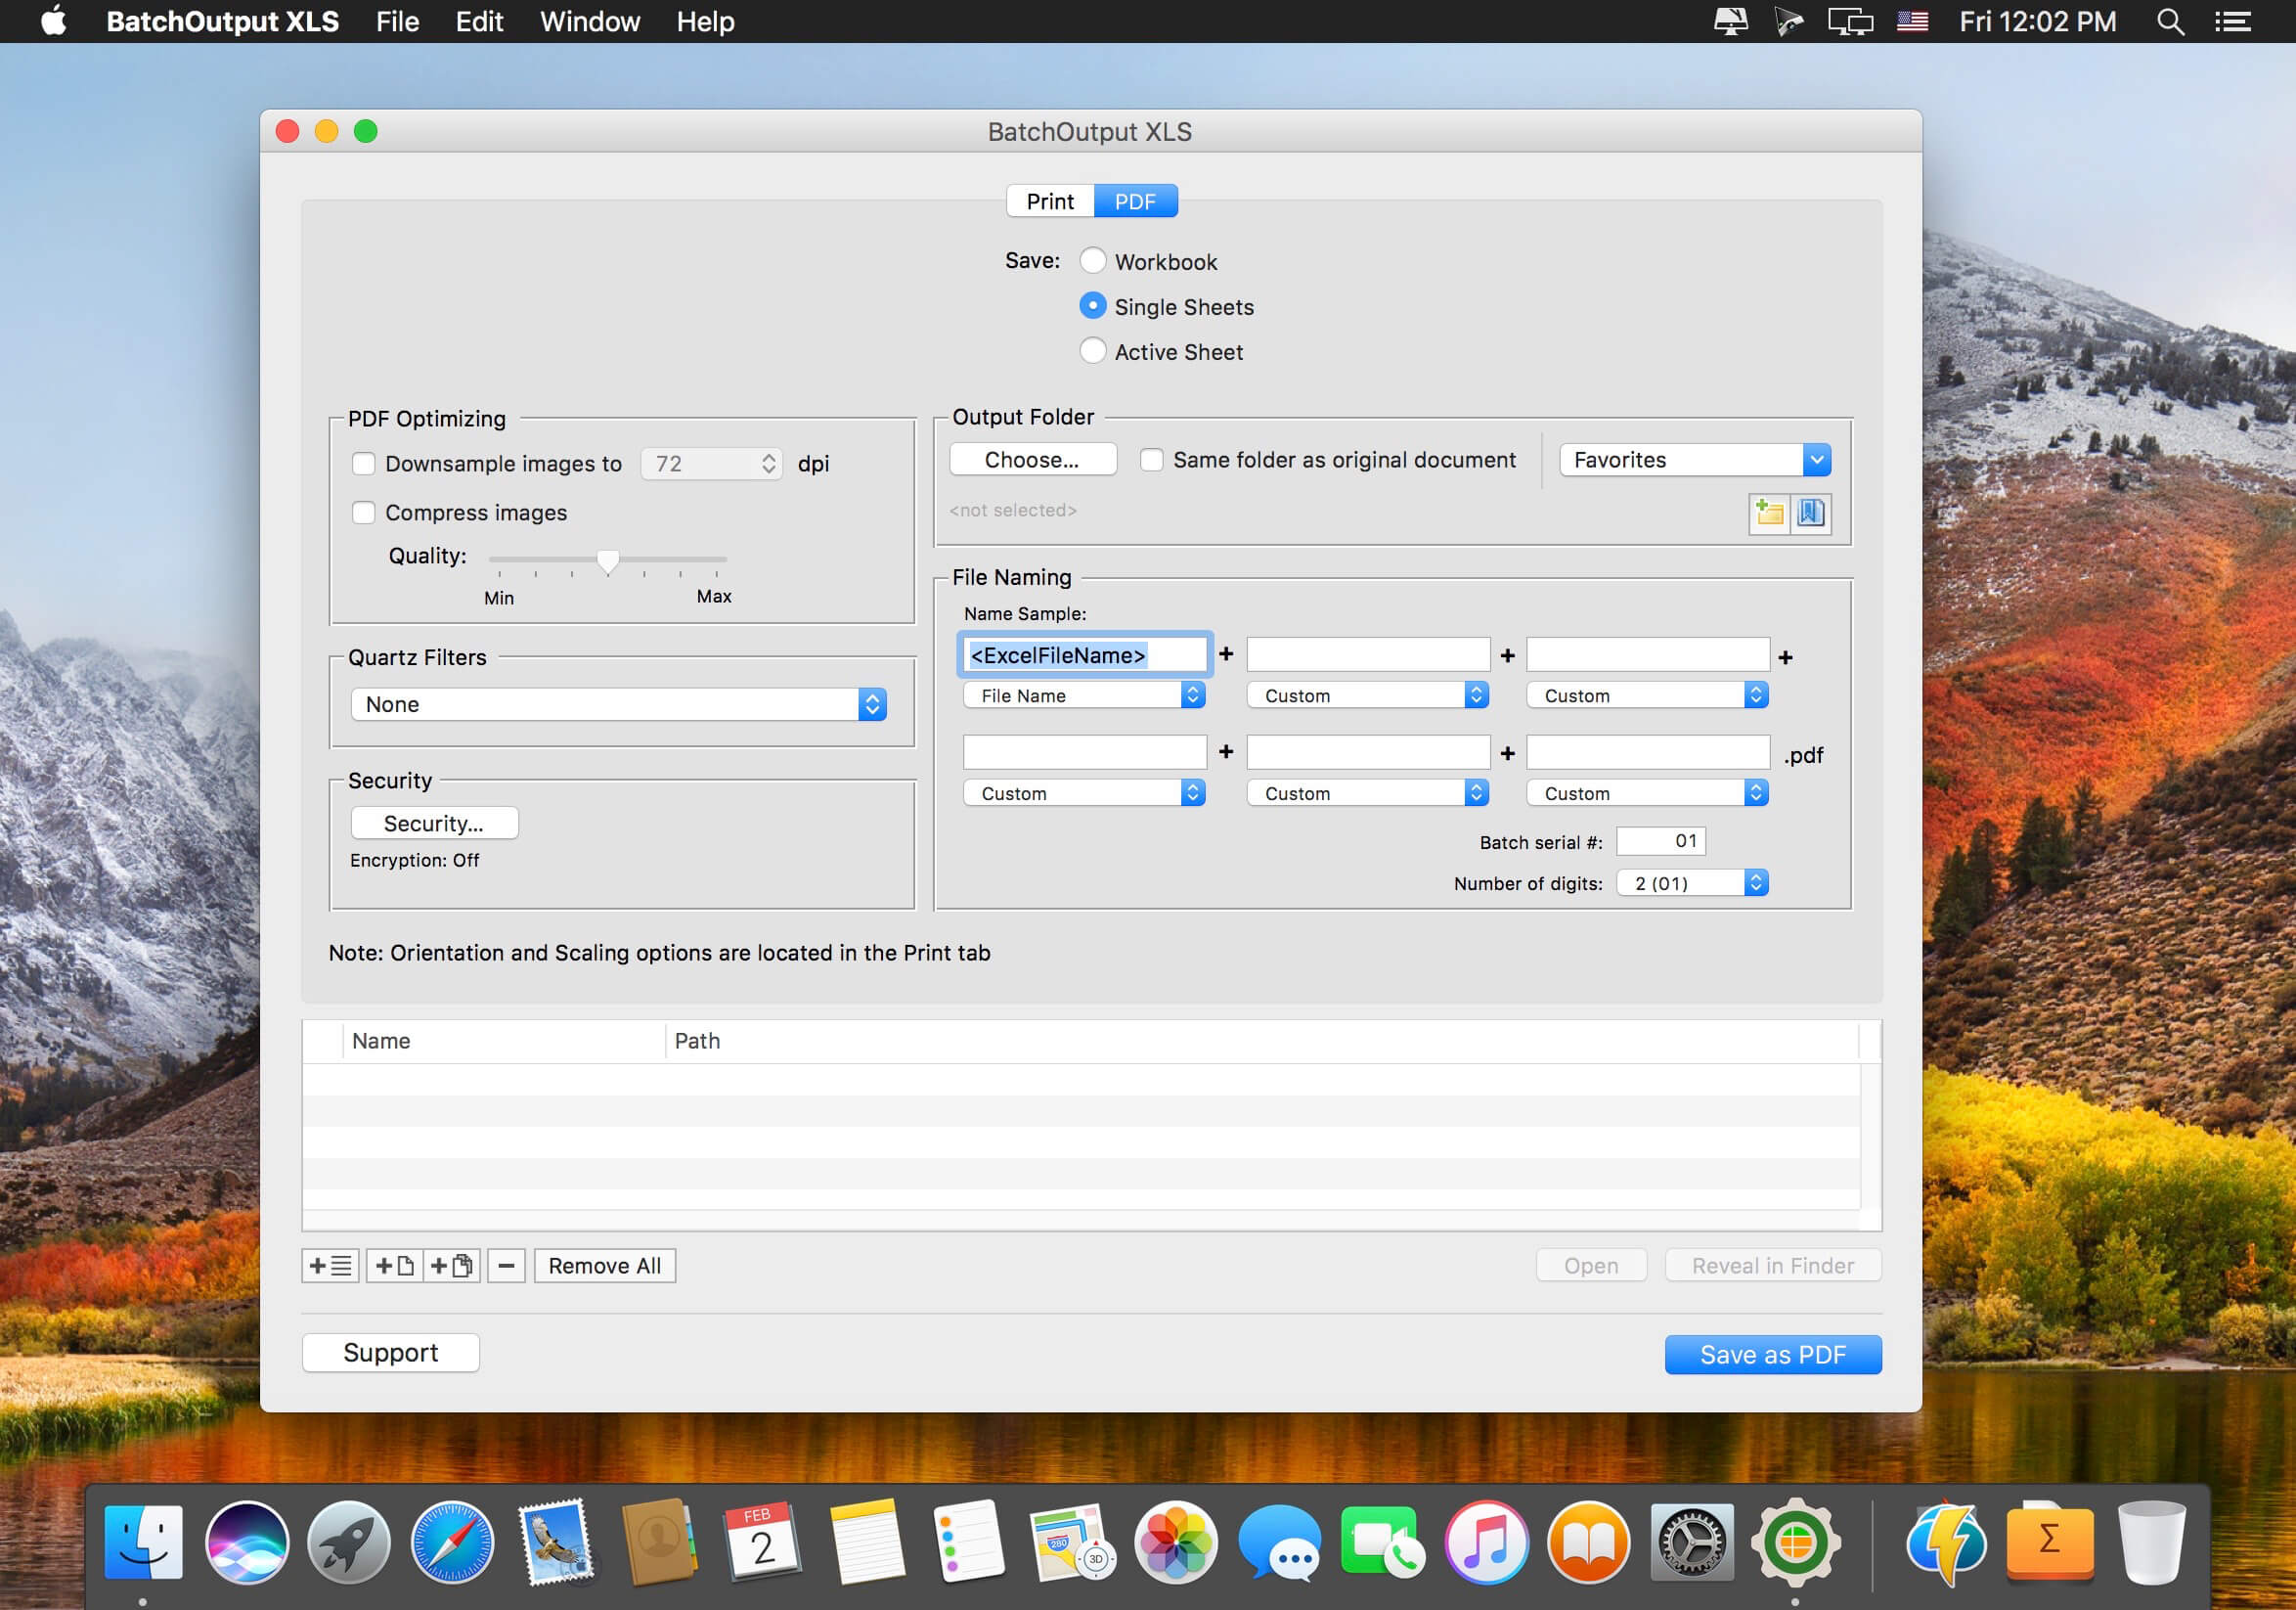 BatchOutput XLS File Edit Window Help Fri 12:02 PM
BatchOutput XLS
Print PDF
Save: Workbook
Single Sheets
Active Sheet
PDF Optimizing
Downsample images to 72 dpi
Compress images
Quality:
Min Max
Quartz Filters
None
Security
Security...
Encryption: Off
Output Folder
Choose... Same folder as original document Favorites
<not selected>
File Naming
Name Sample:
<ExcelFileName> + + +
File Name Custom Custom
+ + .pdf
Custom Custom Custom
Batch serial #: 01
Number of digits: 2 (01)
Note: Orientation and Scaling options are located in the Print tab
Name Path
Remove All Open Reveal in Finder
Support Save as PDF
FEB
2
280
3D
Σ